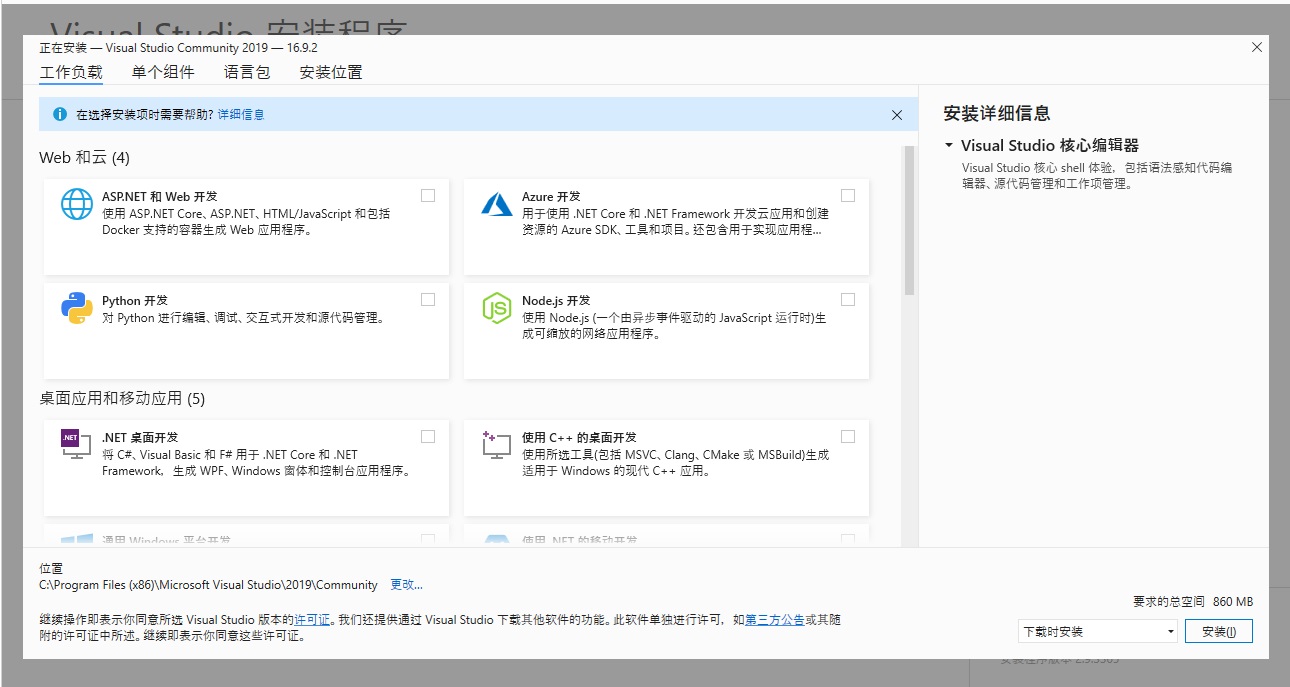 Visual Studio 安装程序
正在安装 — Visual Studio Community 2019 — 16.9.2
工作负载 单个组件 语言包 安装位置
在选择安装项时需要帮助? 详细信息
Web 和云 (4)
ASP.NET 和 Web 开发
使用 ASP.NET Core、ASP.NET、HTML/JavaScript 和包括
Docker 支持的容器生成 Web 应用程序。
Azure 开发
用于使用 .NET Core 和 .NET Framework 开发云应用和创建
资源的 Azure SDK、工具和项目。还包含用于实现应用程...
Python 开发
对 Python 进行编辑、调试、交互式开发和源代码管理。
Node.js 开发
使用 Node.js (一个由异步事件驱动的 JavaScript 运行时)生
成可缩放的网络应用程序。
桌面应用和移动应用 (5)
.NET
.NET 桌面开发
将 C#、Visual Basic 和 F# 用于 .NET Core 和 .NET
Framework，生成 WPF、Windows 窗体和控制台应用程序。
使用 C++ 的桌面开发
使用所选工具(包括 MSVC、Clang、CMake 或 MSBuild)生成
适用于 Windows 的现代 C++ 应用。
通用 Windows 平台开发
使用 .NET 的移动开发
安装详细信息
Visual Studio 核心编辑器
Visual Studio 核心 shell 体验，包括语法感知代码编
辑器、源代码管理和工作项管理。
位置
C:\Program Files (x86)\Microsoft Visual Studio\2019\Community 更改...
继续操作即表示你同意所选 Visual Studio 版本的许可证。我们还提供通过 Visual Studio 下载其他软件的功能。此软件单独进行许可，如第三方公告或其随
附的许可证中所述。继续即表示你同意这些许可证。
要求的总空间 860 MB
下载时安装
安装(I)
安装程序版本 2.9.3365